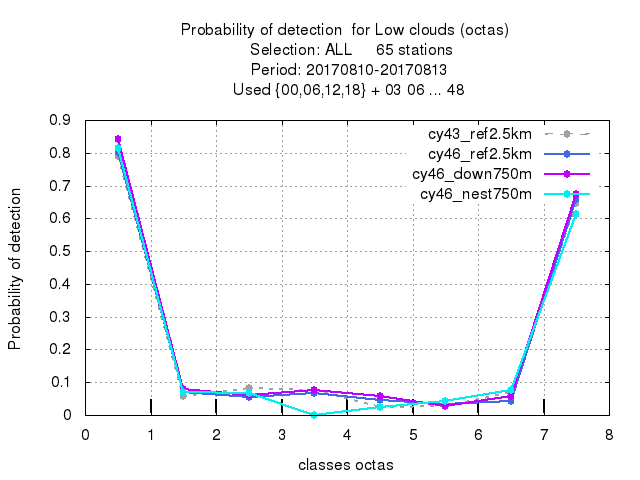 Probability of detection  for Low clouds (octas)
Selection: ALL     65 stations
Period: 20170810-20170813
Used {00,06,12,18} + 03 06 ... 48
cy43_ref2.5km
cy46_ref2.5km
cy46_down750m
cy46_nest750m
Probability of detection
0.9
0.8
0.7
0.6
0.5
0.4
0.3
0.2
0.1
0
0 1 2 3 4 5 6 7 8
classes octas